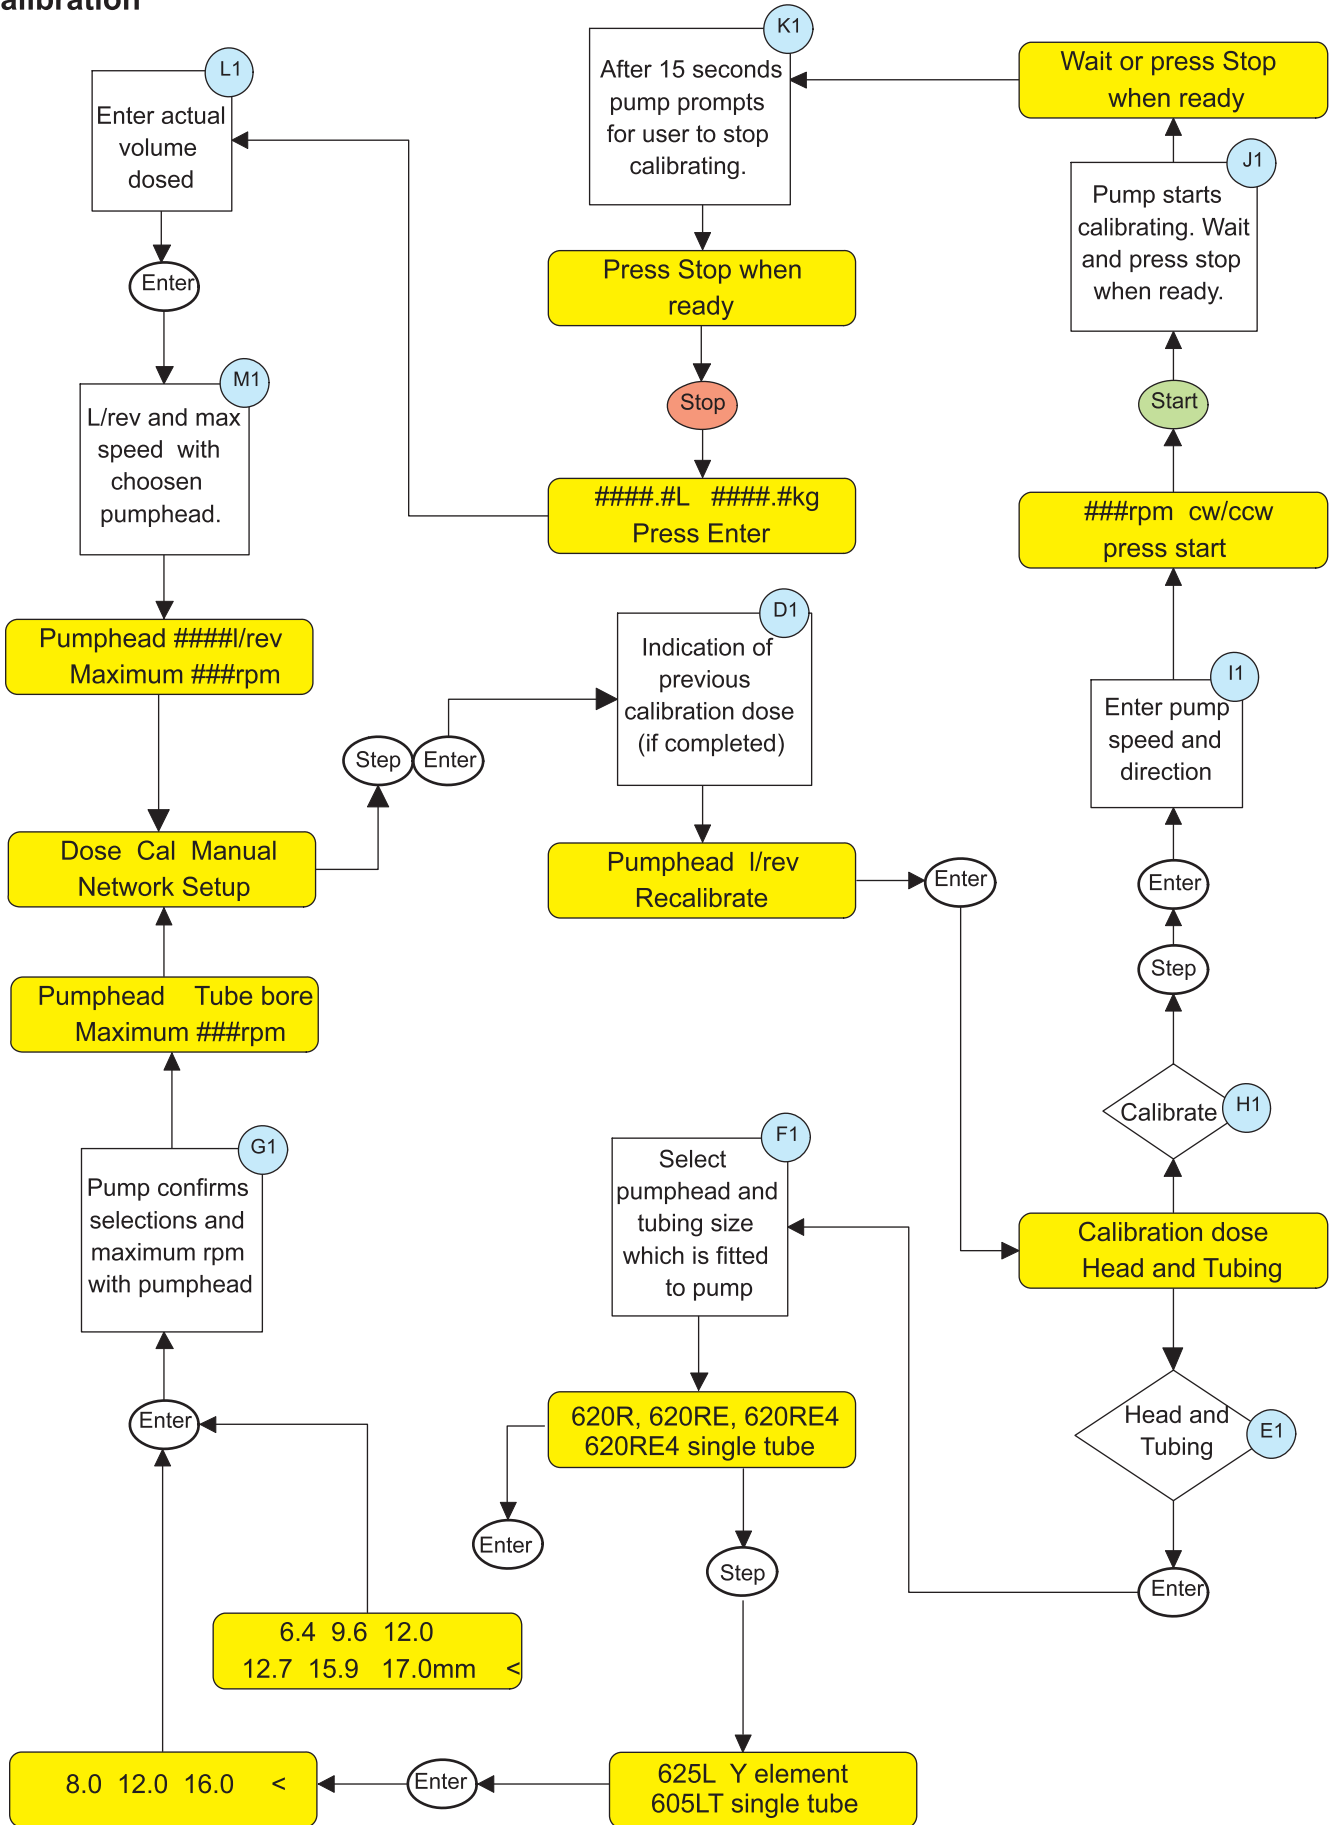 alibration
L1
Enter actual
volume
dosed
Enter
M1
L/rev and max
speed with
choosen
pumphead.
Pumphead ####l/rev
Maximum ###rpm
Dose Cal Manual
Network Setup
Pumphead Tube bore
Maximum ###rpm
G1
Pump confirms
selections and
maximum rpm
with pumphead
Enter
6.4 9.6 12.0
12.7 15.9 17.0mm <
8.0 12.0 16.0 <
Enter
K1
After 15 seconds
pump prompts
for user to stop
calibrating.
Press Stop when
ready
Stop
####.#L ####.#kg
Press Enter
Step
Enter
D1
Indication of
previous
calibration dose
(if completed)
Pumphead l/rev
Recalibrate
Enter
F1
Select
pumphead and
tubing size
which is fitted
to pump
620R, 620RE, 620RE4
620RE4 single tube
Enter
Step
625L Y element
605LT single tube
Wait or press Stop
when ready
J1
Pump starts
calibrating. Wait
and press stop
when ready.
Start
###rpm cw/ccw
press start
I1
Enter pump
speed and
direction
Enter
Step
Calibrate
H1
Calibration dose
Head and Tubing
Head and
Tubing
E1
Enter